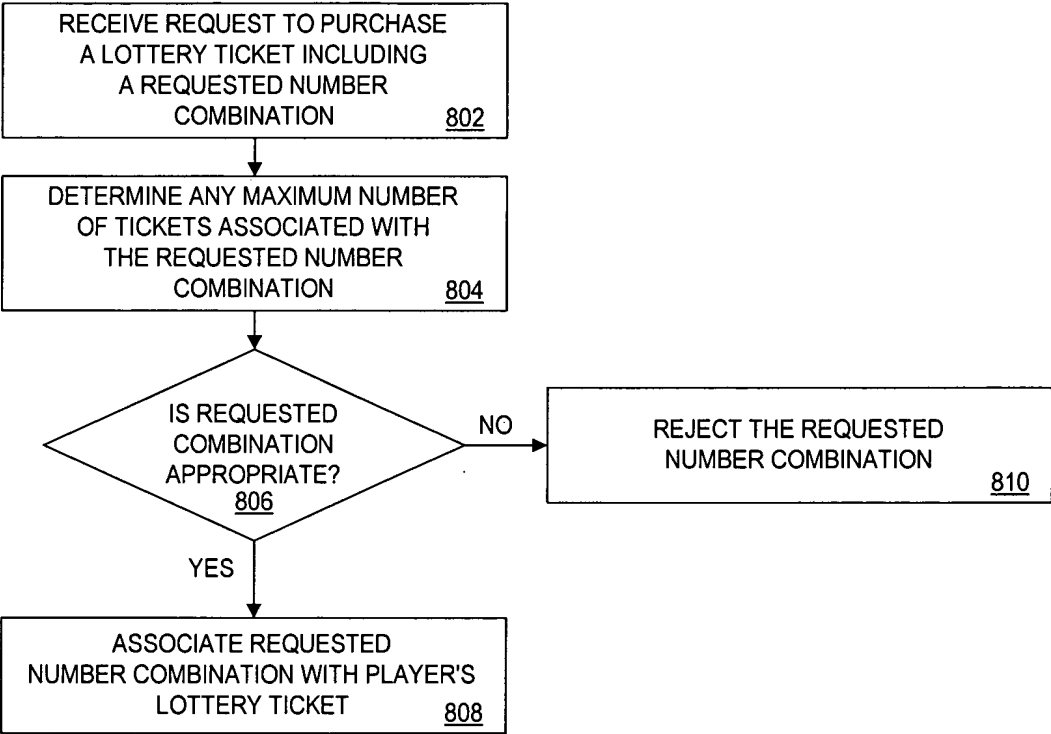 RECEIVE REQUEST TO PURCHASE
A LOTTERY TICKET INCLUDING
A REQUESTED NUMBER
COMBINATION
802
DETERMINE ANY MAXIMUM NUMBER
OF TICKETS ASSOCIATED WITH
THE REQUESTED NUMBER
COMBINATION
804
IS REQUESTED
COMBINATION
APPROPRIATE?
806
NO
REJECT THE REQUESTED
NUMBER COMBINATION
810
YES
ASSOCIATE REQUESTED
NUMBER COMBINATION WITH PLAYER'S
LOTTERY TICKET
808